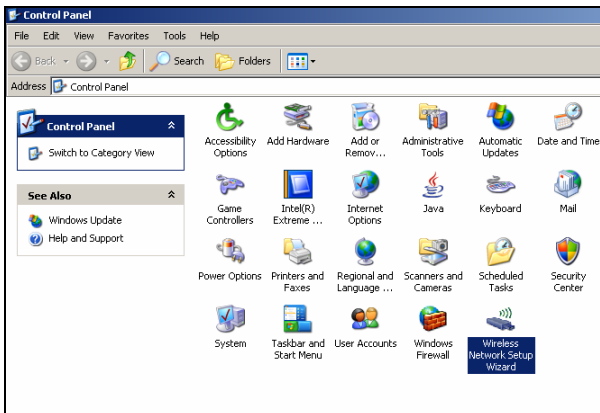 Control Panel
File Edit View Favorites Tools Help
Back Search Folders
Address Control Panel
Control Panel
Switch to Category View
See Also
Windows Update
Help and Support
Accessibility Options
Add Hardware
Add or Remov...
Administrative Tools
Automatic Updates
Date and Time
Game Controllers
Intel(R) Extreme ...
Internet Options
Java
Keyboard
Mail
Power Options
Printers and Faxes
Regional and Language ...
Scanners and Cameras
Scheduled Tasks
Security Center
System
Taskbar and Start Menu
User Accounts
Windows Firewall
Wireless Network Setup Wizard